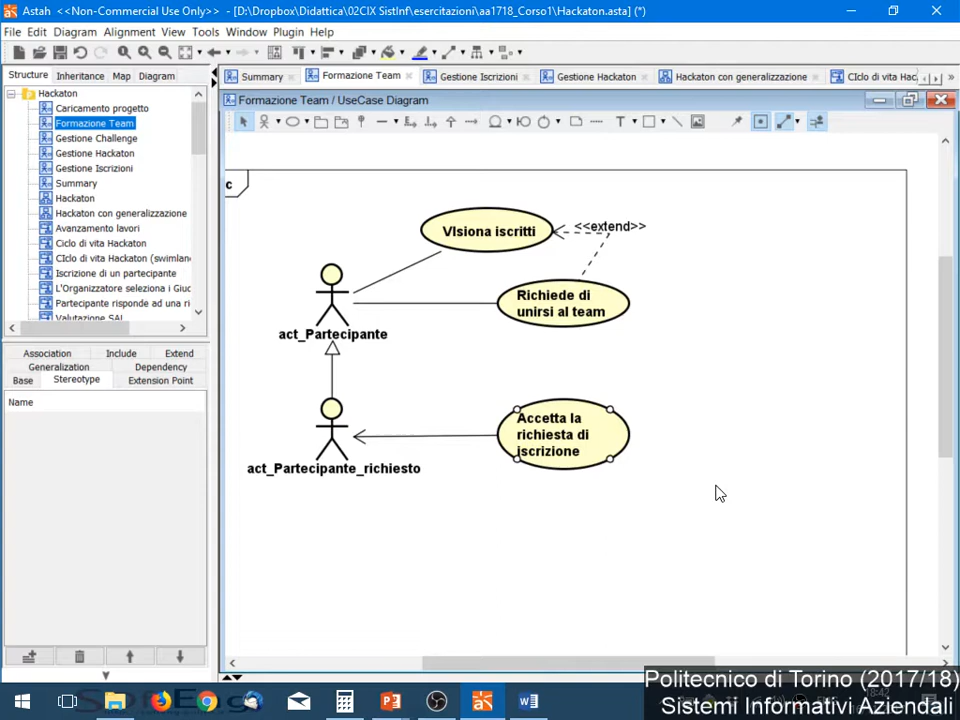 Astah <<Non-Commercial Use Only>> - [D:\Dropbox\Didattica\02CIX SistInf\esercitazioni\aa1718_Corso1\Hackaton.asta] (*)
File Edit Diagram Alignment View Tools Window Plugin Help
Structure Inheritance Map Diagram
Summary Formazione Team Gestione Iscrizioni Gestione Hackaton Hackaton con generalizzazione CIclo di vita Hac
Hackaton
Caricamento progetto
Formazione Team
Gestione Challenge
Gestione Hackaton
Gestione Iscrizioni
Summary
Hackaton
Hackaton con generalizzazione
Avanzamento lavori
Ciclo di vita Hackaton
CIclo di vita Hackaton (swimlan
Iscrizione di un partecipante
L'Organizzatore seleziona i Giuc
Partecipante risponde ad una ri
Valutazione SAL
Association Include Extend
Generalization Dependency
Base Stereotype Extension Point
Name
Formazione Team / UseCase Diagram
c
VIsiona iscritti
<<extend>>
Richiede di
unirsi al team
act_Partecipante
Accetta la
richiesta di
iscrizione
act_Partecipante_richiesto
Politecnico di Torino (2017/18)
Sistemi Informativi Aziendali
18:42